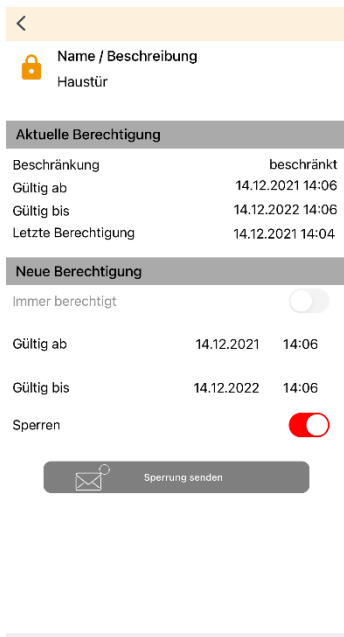 Name / Beschreibung
Haustür
Aktuelle Berechtigung
Beschränkung beschränkt
Gültig ab 14.12.2021 14:06
Gültig bis 14.12.2022 14:06
Letzte Berechtigung 14.12.2021 14:04
Neue Berechtigung
Immer berechtigt
Gültig ab 14.12.2021 14:06
Gültig bis 14.12.2022 14:06
Sperren
Sperrung senden